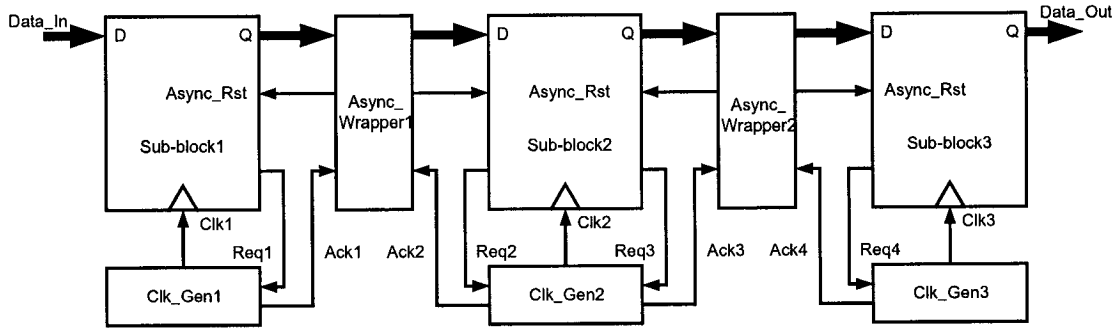 Data_In
Data_Out
D
Q
D
Q
D
Q
Async_Rst
Async_
Wrapper1
Async_Rst
Async_
Wrapper2
Async_Rst
Sub-block1
Sub-block2
Sub-block3
Clk1
Clk2
Clk3
Req1
Ack1
Ack2
Req2
Req3
Ack3
Ack4
Req4
Clk_Gen1
Clk_Gen2
Clk_Gen3